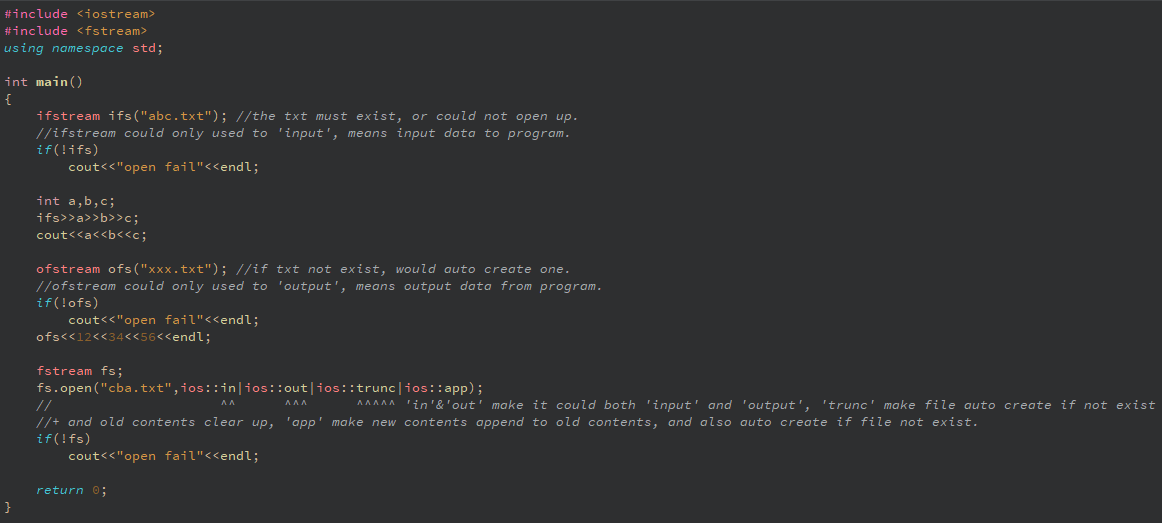 #include <iostream>
#include <fstream>
using namespace std;
int main()
{
ifstream ifs("abc.txt"); //the txt must exist, or could not open up.
//ifstream could only used to 'input', means input data to program.
if(!ifs)
cout<<"open fail"<<endl;
int a,b,c;
ifs>>a>>b>>c;
cout<<a<<b<<c;
ofstream ofs("xxx.txt"); //if txt not exist, would auto create one.
//ofstream could only used to 'output', means output data from program.
if(!ofs)
cout<<"open fail"<<endl;
ofs<<12<<34<<56<<endl;
fstream fs;
fs.open("cba.txt",ios::in|ios::out|ios::trunc|ios::app);
// ^^ ^^^ ^^^^^ 'in'&'out' make it could both 'input' and 'output', 'trunc' make file auto create if not exist
//+ and old contents clear up, 'app' make new contents append to old contents, and also auto create if file not exist.
if(!fs)
cout<<"open fail"<<endl;
return 0;
}